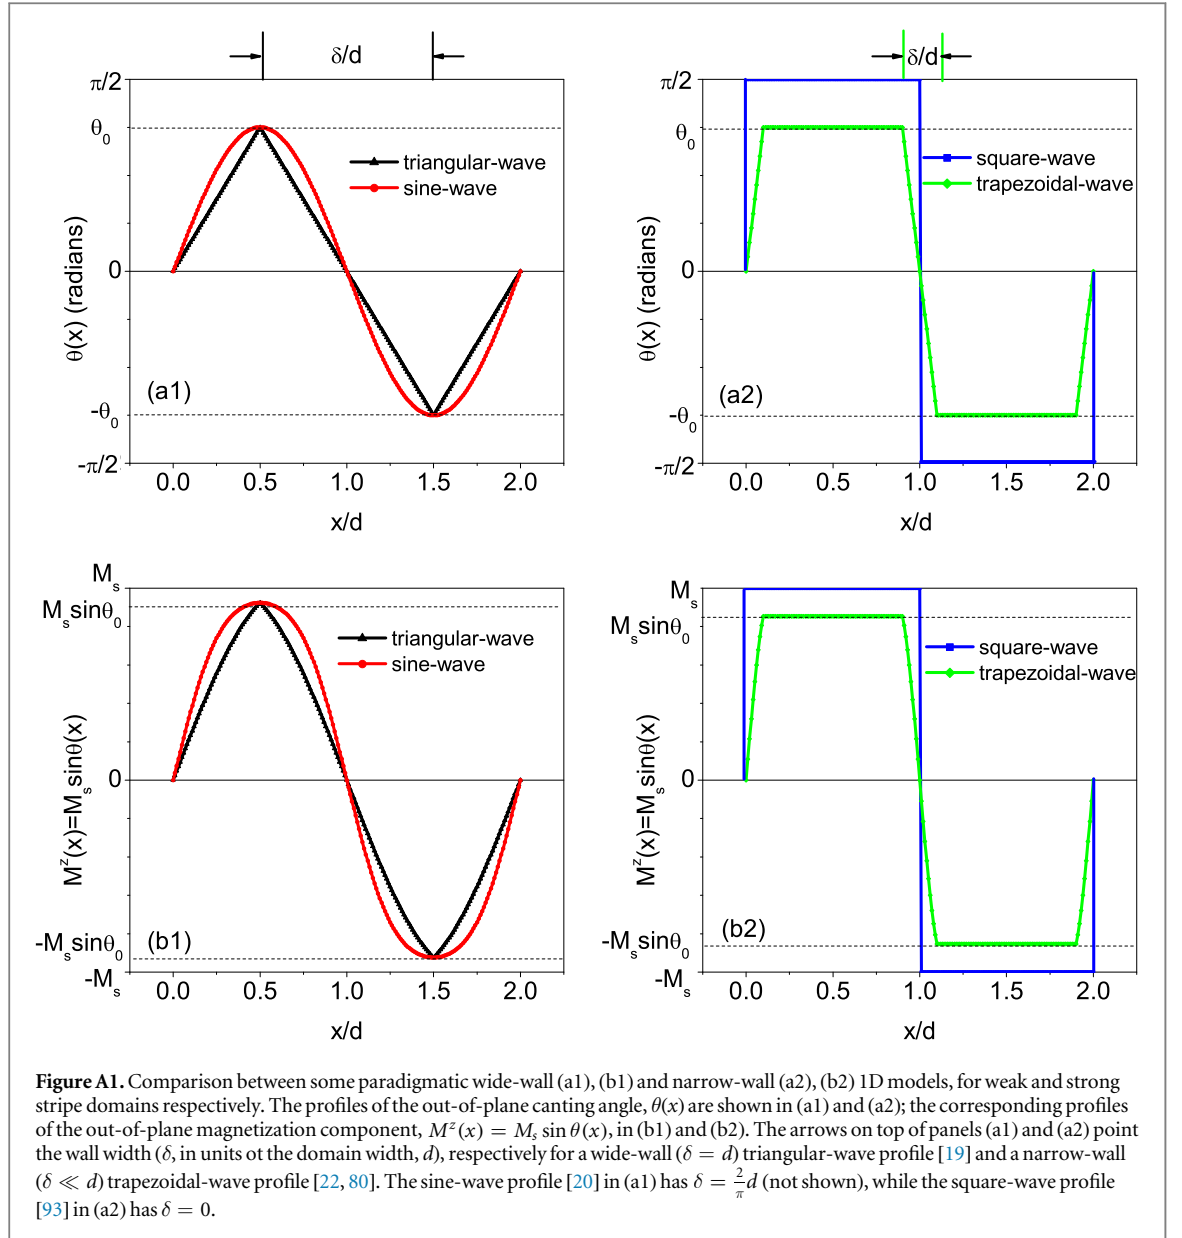 δ/d
δ/d
π/2
θ0
0
-θ0
-π/2
θ(x) (radians)
triangular-wave
sine-wave
(a1)
0.0 0.5 1.0 1.5 2.0
x/d
π/2
θ0
0
-θ0
-π/2
θ(x) (radians)
square-wave
trapezoidal-wave
(a2)
0.0 0.5 1.0 1.5 2.0
x/d
Ms
Mssinθ0
0
-Mssinθ0
-Ms
Mz(x)=Mssinθ(x)
triangular-wave
sine-wave
(b1)
0.0 0.5 1.0 1.5 2.0
x/d
Ms
Mssinθ0
0
-Mssinθ0
-Ms
Mz(x)=Mssinθ(x)
square-wave
trapezoidal-wave
(b2)
0.0 0.5 1.0 1.5 2.0
x/d
Figure A1. Comparison between some paradigmatic wide-wall (a1), (b1) and narrow-wall (a2), (b2) 1D models, for weak and strong
stripe domains respectively. The profiles of the out-of-plane canting angle, θ(x) are shown in (a1) and (a2); the corresponding profiles
of the out-of-plane magnetization component, Mz(x) = Ms sin θ(x), in (b1) and (b2). The arrows on top of panels (a1) and (a2) point
the wall width (δ, in units ot the domain width, d), respectively for a wide-wall (δ = d) triangular-wave profile [19] and a narrow-wall
(δ ≪ d) trapezoidal-wave profile [22, 80]. The sine-wave profile [20] in (a1) has δ = 2/π d (not shown), while the square-wave profile
[93] in (a2) has δ = 0.